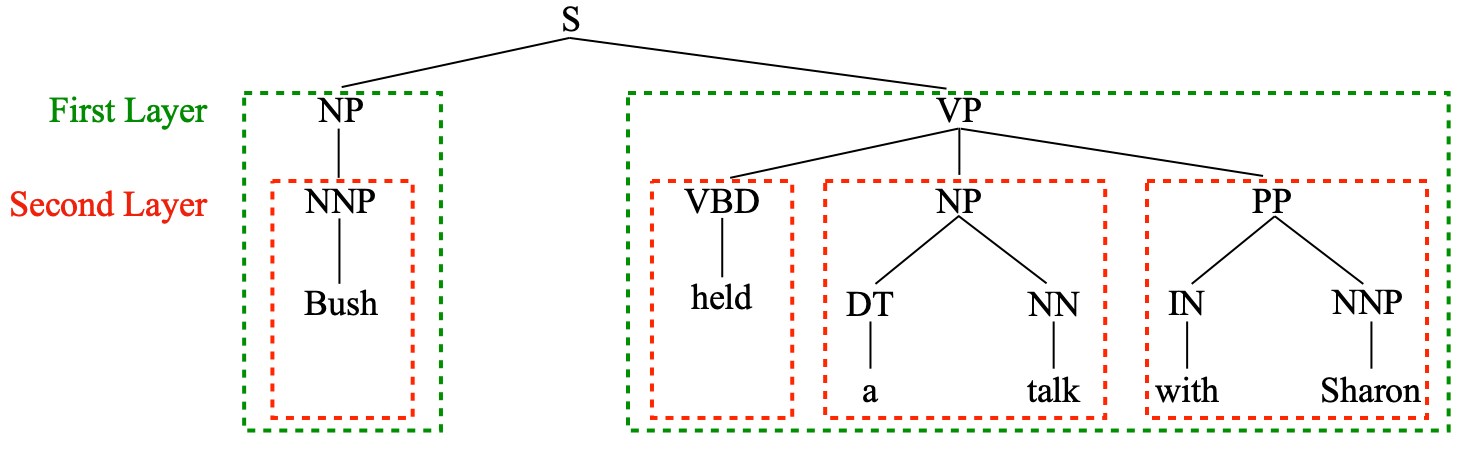 S
First Layer NP VP
Second Layer NNP VBD NP PP
Bush held DT NN IN NNP
a talk with Sharon